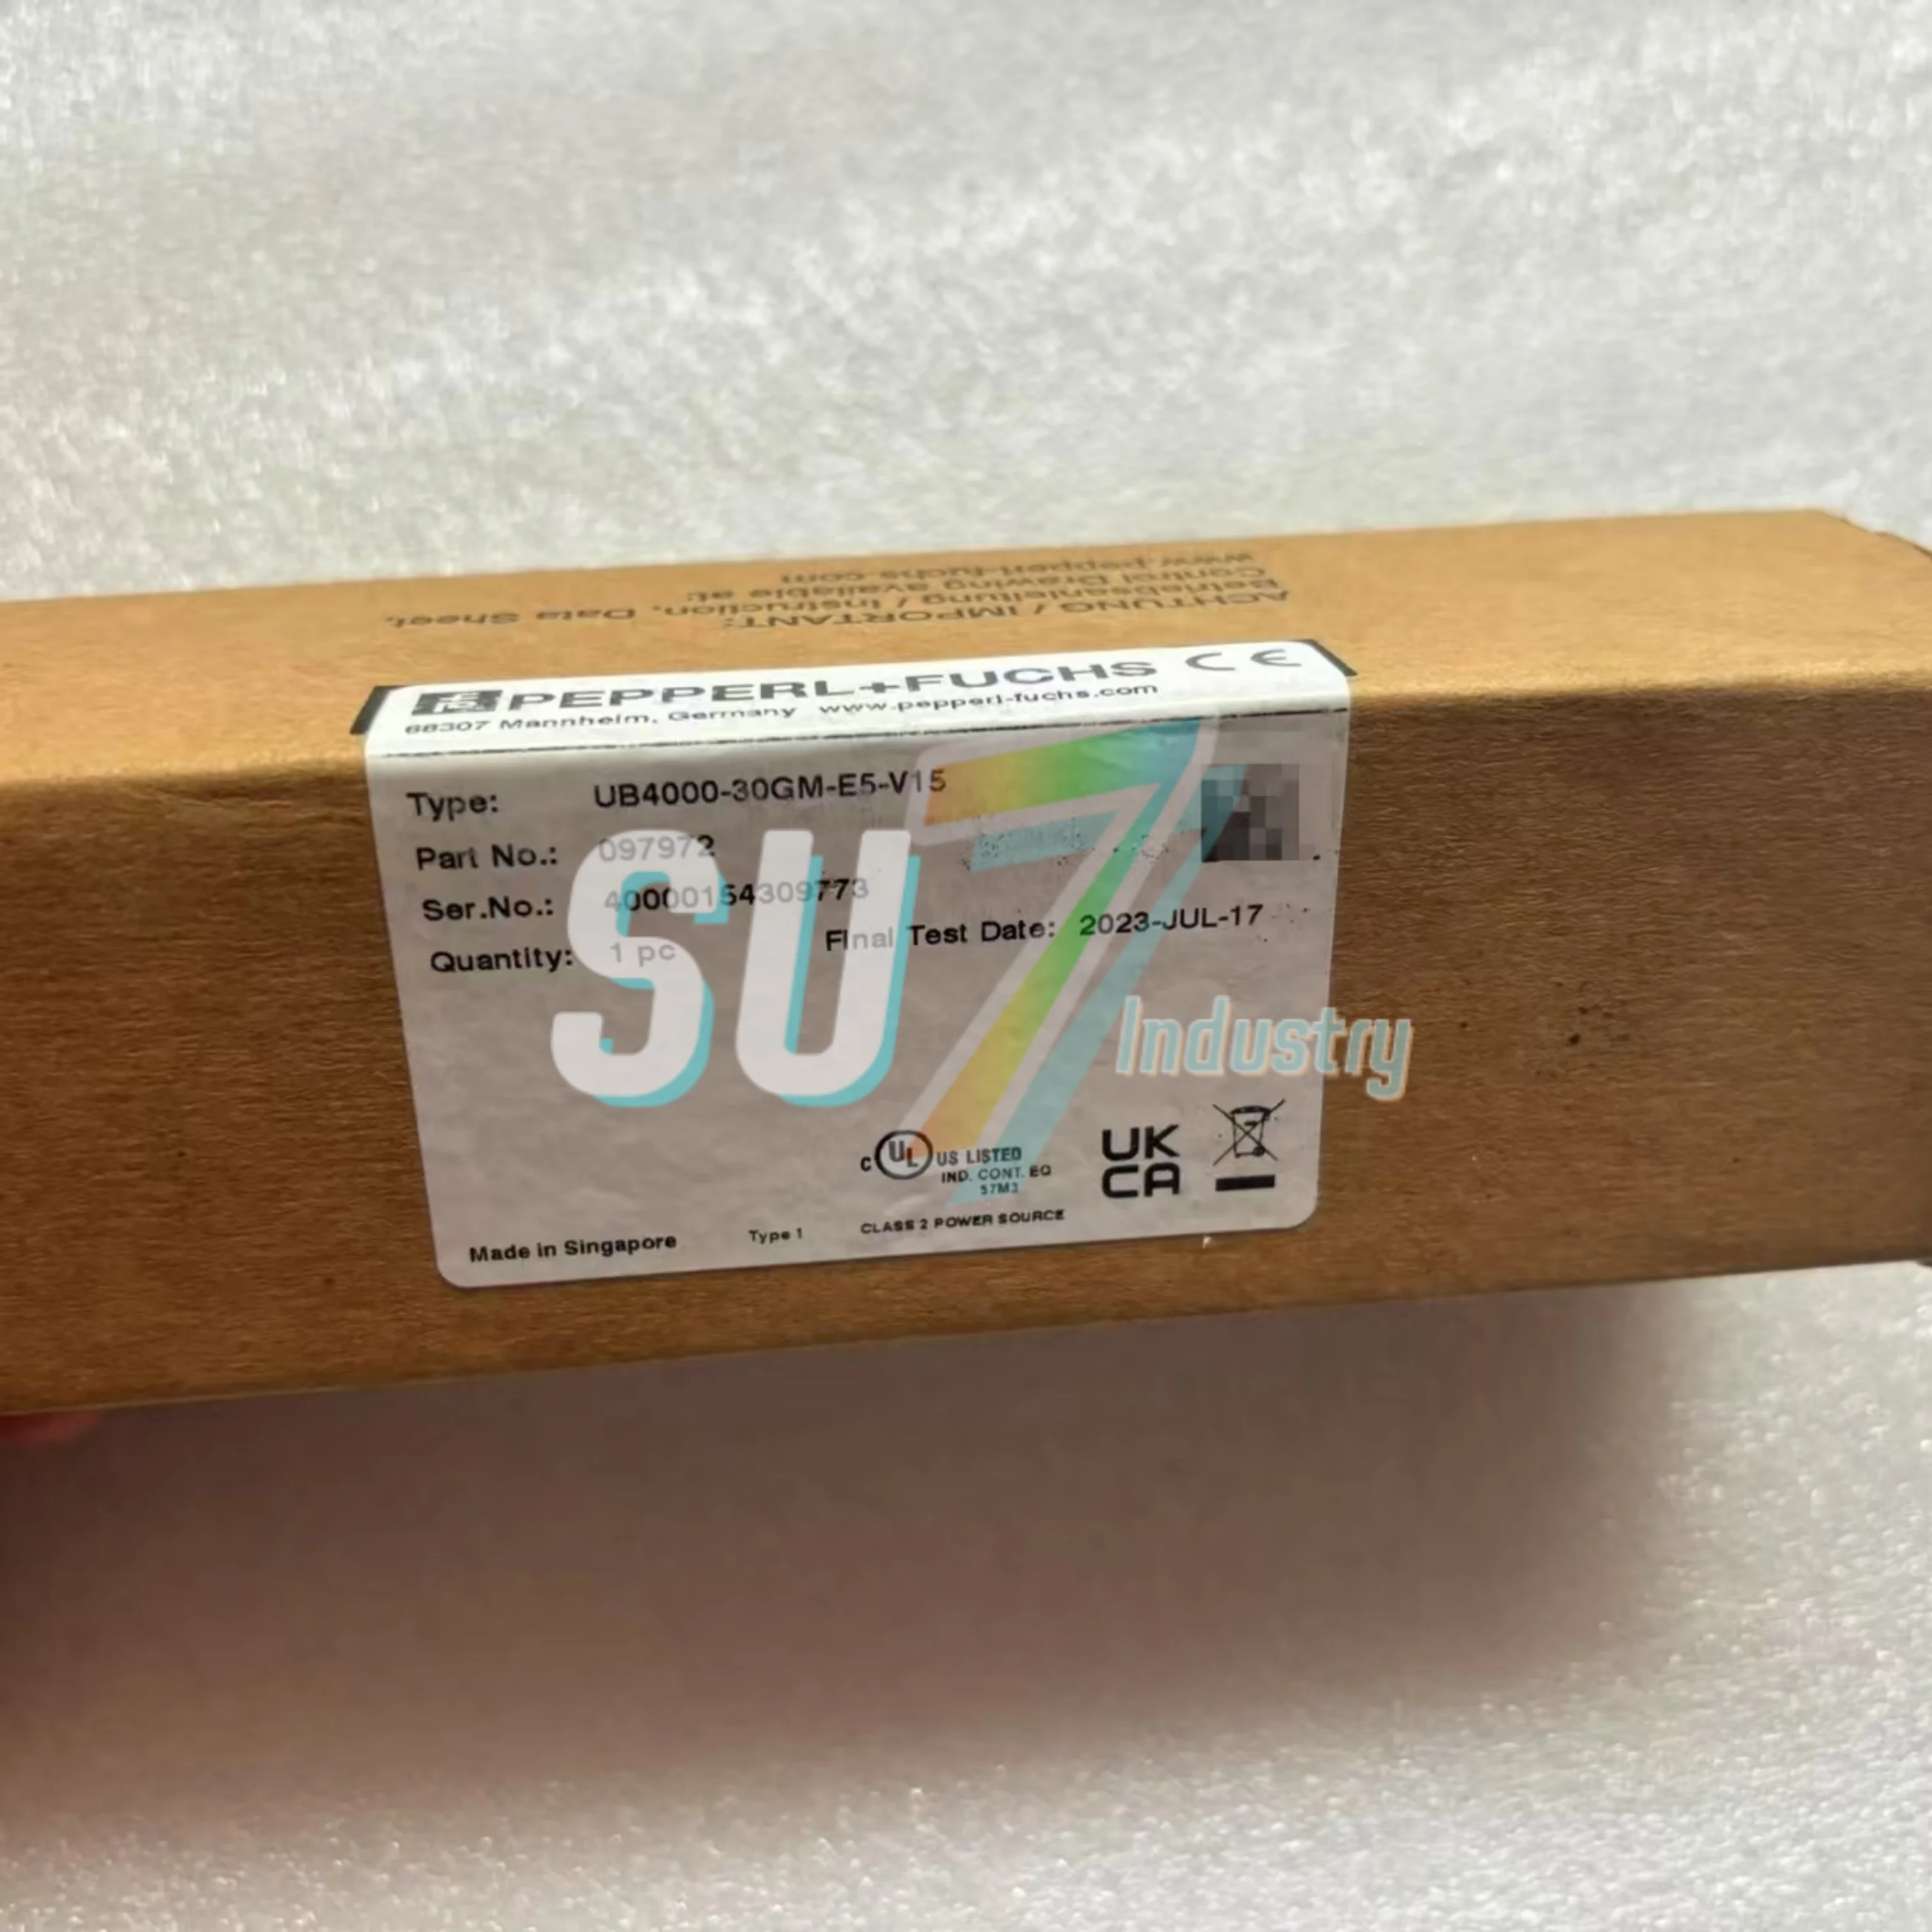 ACHTUNG / IMPORTANT:
Betriebsanleitung / Instruction, Data Sheet,
Control Drawing available at:
www.pepperl-fuchs.com
PEPPERL+FUCHS CE
68307 Mannheim, Germany www.pepperl-fuchs.com
Type: UB4000-30GM-E5-V15
Part No.: 097972
Ser.No.: 40000154309773
Quantity: 1 pc Final Test Date: 2023-JUL-17
SU7 Industry
c UL US LISTED
IND. CONT. EQ
57M3
UK
CA
Made in Singapore Type 1 CLASS 2 POWER SOURCE